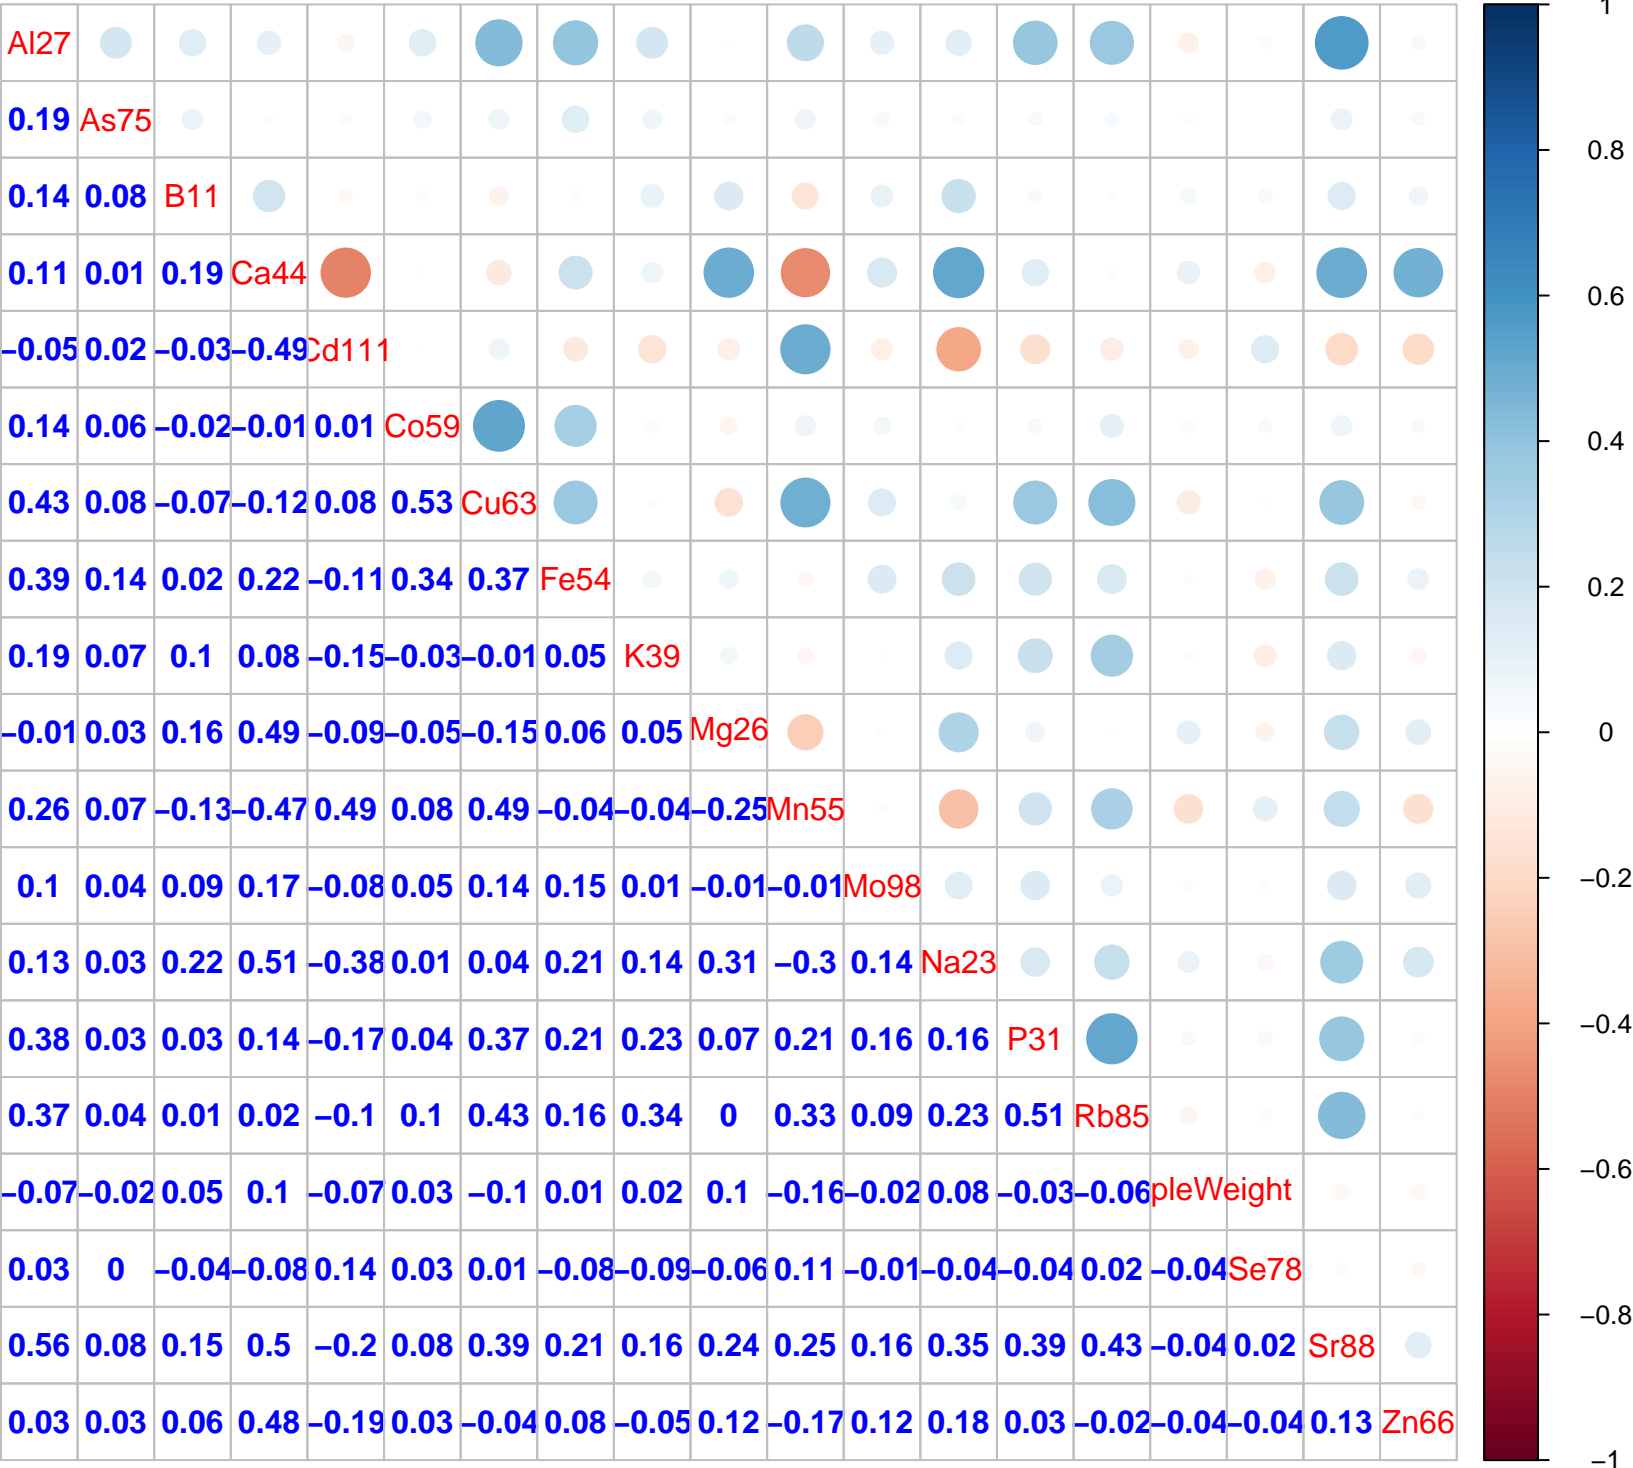 Al27
0.19 As75
0.14 0.08 B11
0.11 0.01 0.19 Ca44
−0.05 0.02 −0.03 −0.49 Cd111
0.14 0.06 −0.02 −0.01 0.01 Co59
0.43 0.08 −0.07 −0.12 0.08 0.53 Cu63
0.39 0.14 0.02 0.22 −0.11 0.34 0.37 Fe54
0.19 0.07 0.1 0.08 −0.15 −0.03 −0.01 0.05 K39
−0.01 0.03 0.16 0.49 −0.09 −0.05 −0.15 0.06 0.05 Mg26
0.26 0.07 −0.13 −0.47 0.49 0.08 0.49 −0.04 −0.04 −0.25 Mn55
0.1 0.04 0.09 0.17 −0.08 0.05 0.14 0.15 0.01 −0.01 −0.01 Mo98
0.13 0.03 0.22 0.51 −0.38 0.01 0.04 0.21 0.14 0.31 −0.3 0.14 Na23
0.38 0.03 0.03 0.14 −0.17 0.04 0.37 0.21 0.23 0.07 0.21 0.16 0.16 P31
0.37 0.04 0.01 0.02 −0.1 0.1 0.43 0.16 0.34 0 0.33 0.09 0.23 0.51 Rb85
−0.07 −0.02 0.05 0.1 −0.07 0.03 −0.1 0.01 0.02 0.1 −0.16 −0.02 0.08 −0.03 −0.06 pleWeight
0.03 0 −0.04 −0.08 0.14 0.03 0.01 −0.08 −0.09 −0.06 0.11 −0.01 −0.04 −0.04 0.02 −0.04 Se78
0.56 0.08 0.15 0.5 −0.2 0.08 0.39 0.21 0.16 0.24 0.25 0.16 0.35 0.39 0.43 −0.04 0.02 Sr88
0.03 0.03 0.06 0.48 −0.19 0.03 −0.04 0.08 −0.05 0.12 −0.17 0.12 0.18 0.03 −0.02 −0.04 −0.04 0.13 Zn66
1
0.8
0.6
0.4
0.2
0
−0.2
−0.4
−0.6
−0.8
−1